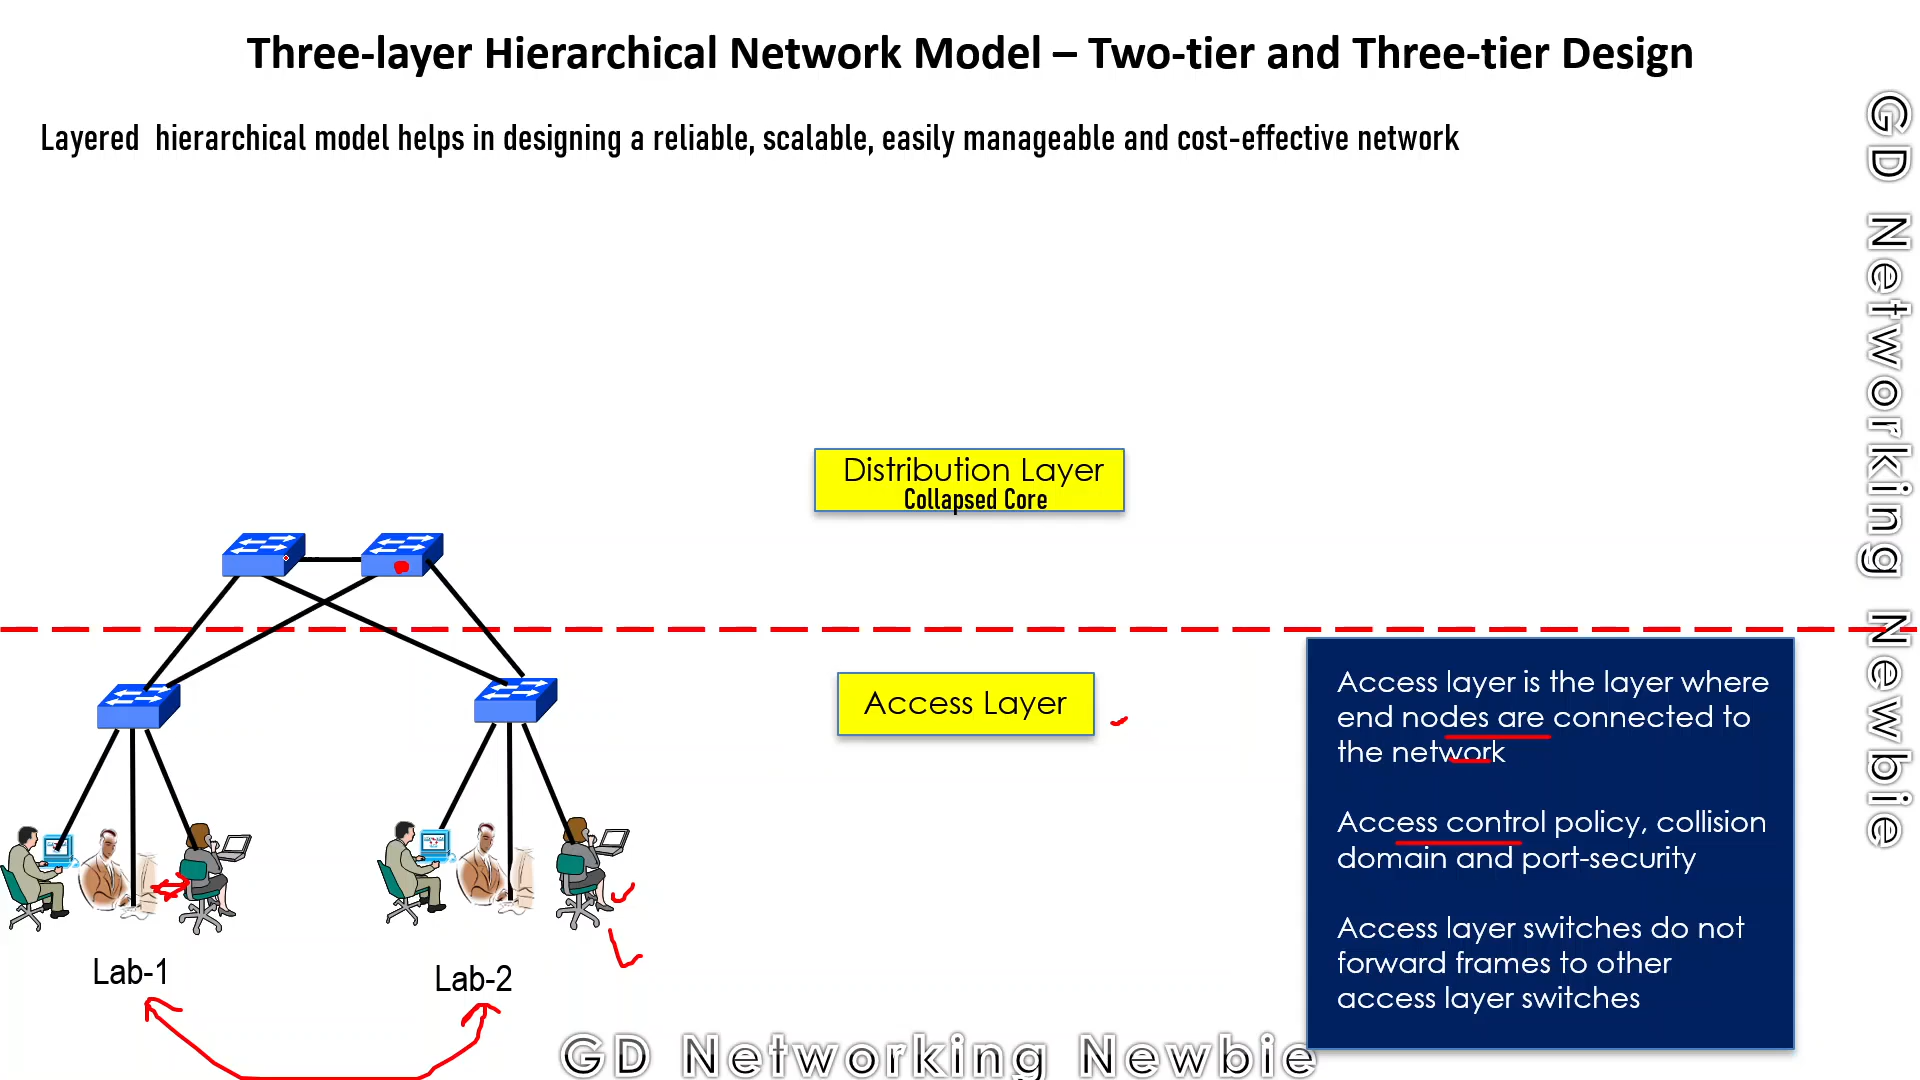 Three-layer Hierarchical Network Model – Two-tier and Three-tier Design
Layered hierarchical model helps in designing a reliable, scalable, easily manageable and cost-effective network
Distribution Layer
Collapsed Core
Access Layer
Access layer is the layer where
end nodes are connected to
the network
Access control policy, collision
domain and port-security
Access layer switches do not
forward frames to other
access layer switches
Lab-1
Lab-2
GD Networking Newbie
GD Networking Newbie